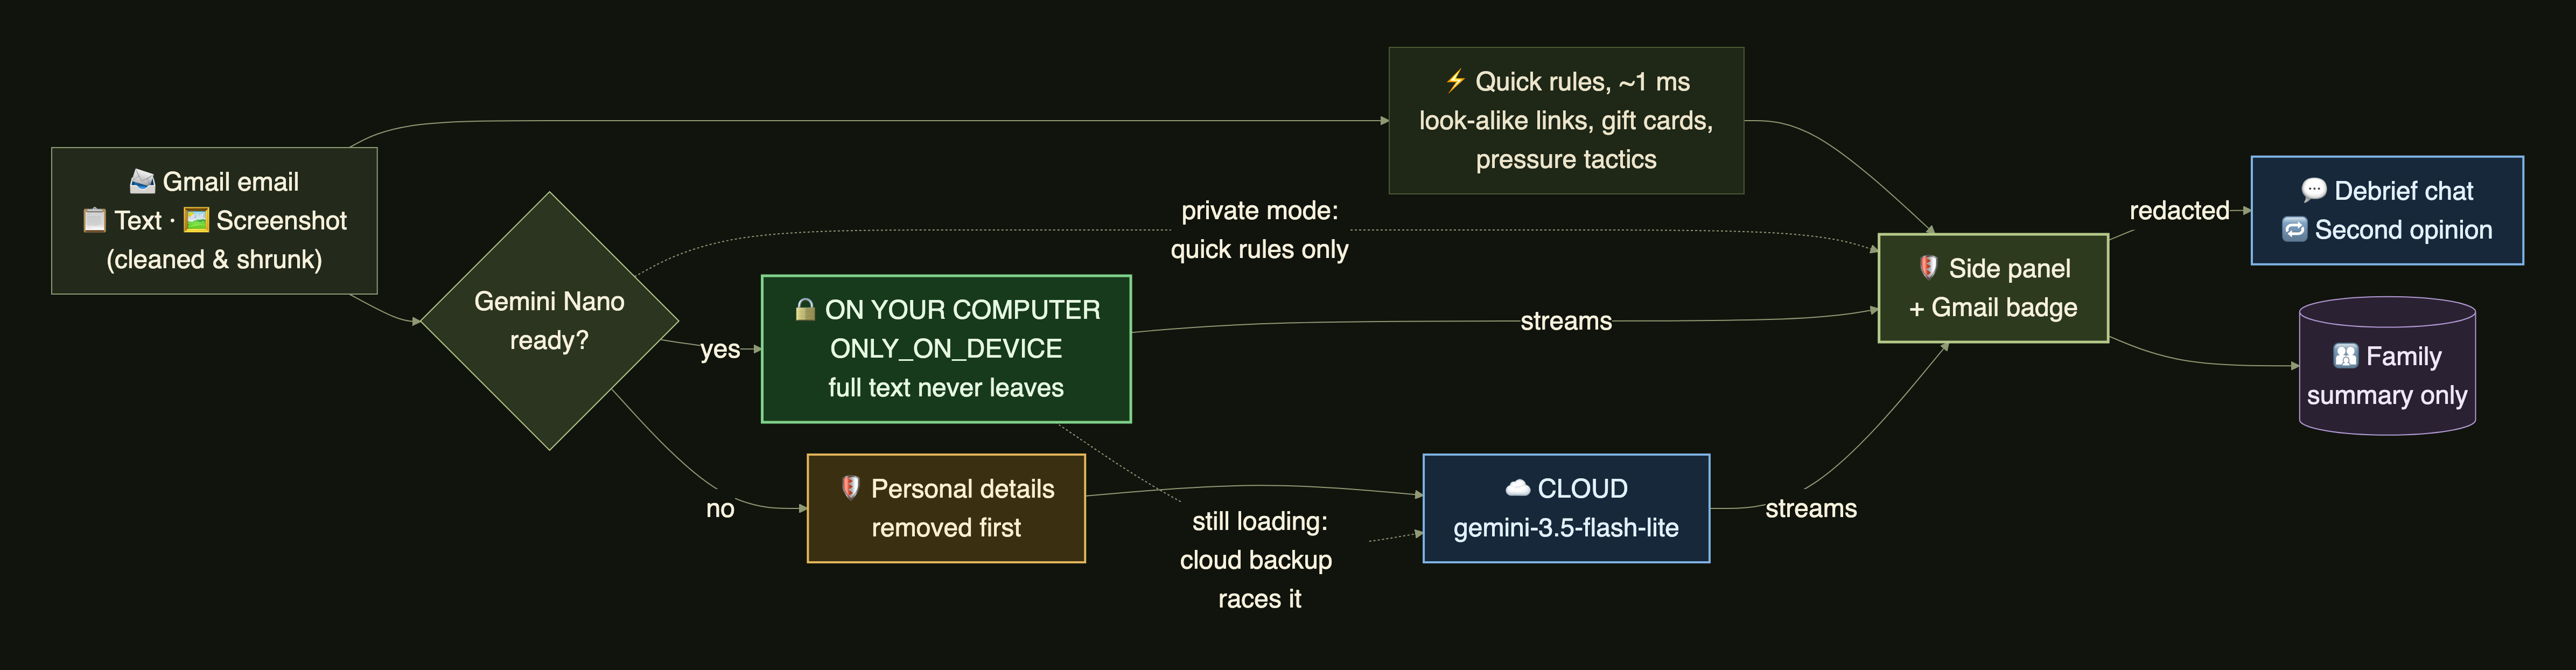 ⚡ Quick rules, ~1 ms
look-alike links, gift cards,
pressure tactics
📨 Gmail email
📋 Text · 🖼️ Screenshot
(cleaned & shrunk)
private mode:
quick rules only
Gemini Nano
ready?
yes
🔒 ON YOUR COMPUTER
ONLY_ON_DEVICE
full text never leaves
streams
no
🛡️ Personal details
removed first
still loading:
cloud backup
races it
☁️ CLOUD
gemini-3.5-flash-lite
streams
🛡️ Side panel
+ Gmail badge
redacted
💬 Debrief chat
🔁 Second opinion
👪 Family
summary only